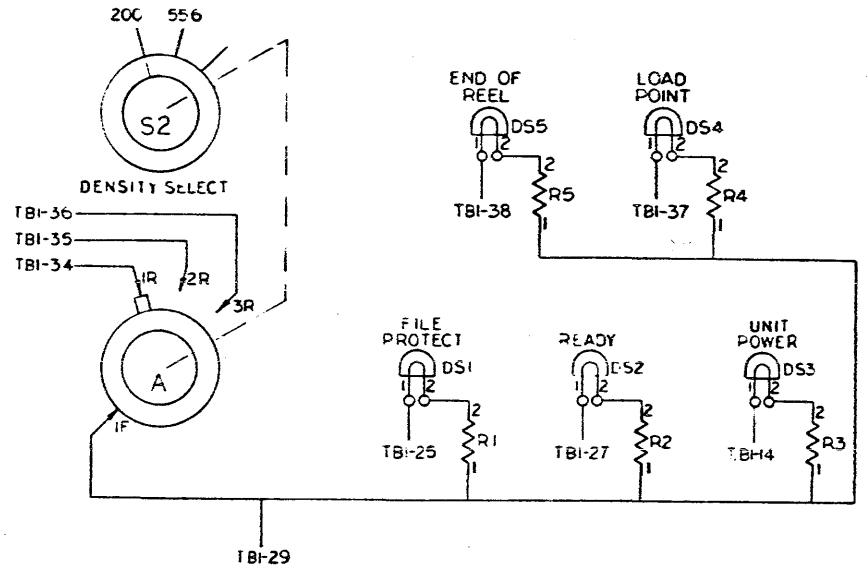 200 556
S2
DENSITY SELECT
TB1-36
TB1-35
TB1-34
1R
2R
3R
A
1F
TB1-29
END OF
REEL
DS5
1 2
TB1-38
2
R5
1
LOAD
POINT
DS4
1 2
TB1-37
2
R4
1
FILE
PROTECT
DS1
1 2
TB1-25
2
R1
1
READY
DS2
1 2
TB1-27
2
R2
1
UNIT
POWER
DS3
1 2
TB1-14
2
R3
1